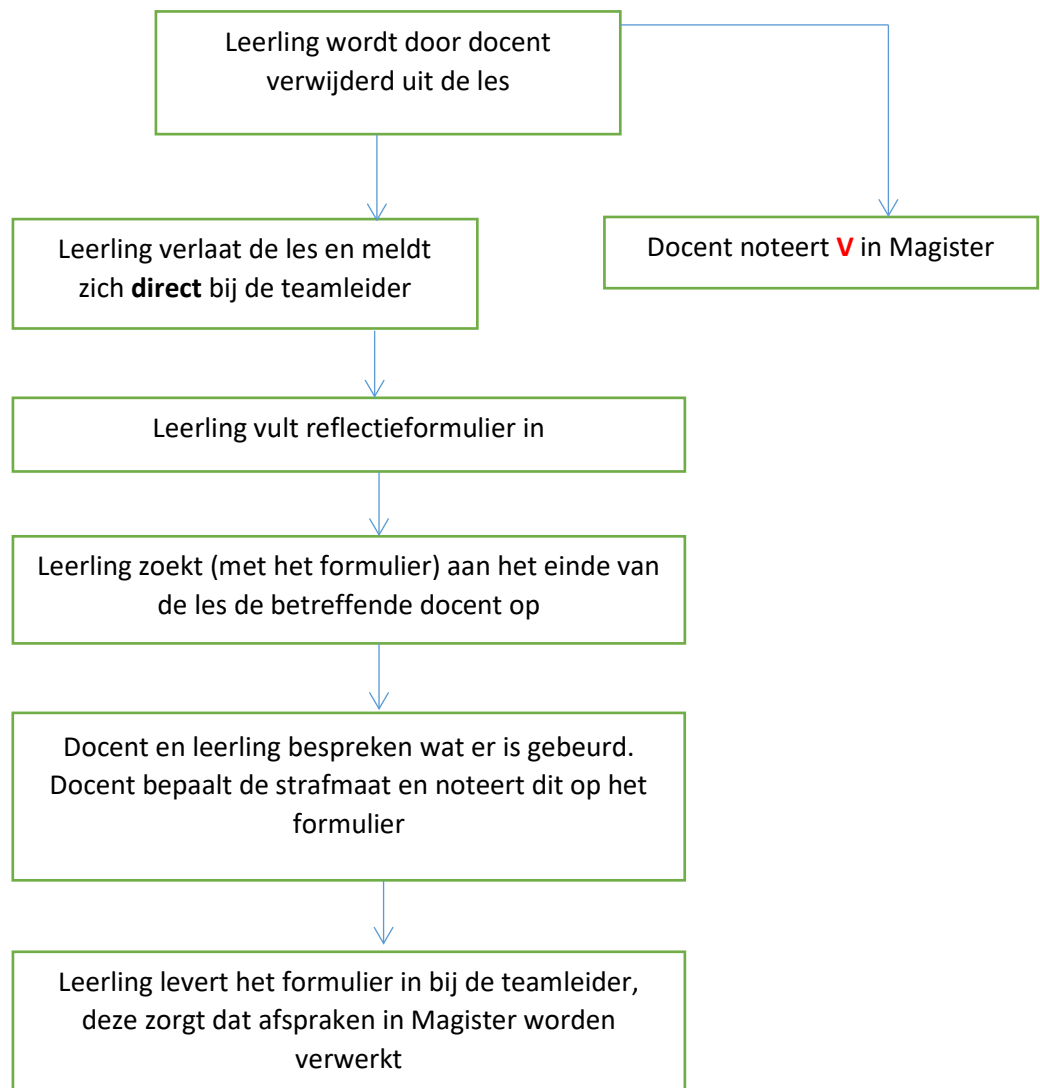 Leerling wordt door docent
verwijderd uit de les
Leerling verlaat de les en meldt
zich direct bij de teamleider
Docent noteert V in Magister
Leerling vult reflectieformulier in
Leerling zoekt (met het formulier) aan het einde van
de les de betreffende docent op
Docent en leerling bespreken wat er is gebeurd.
Docent bepaalt de strafmaat en noteert dit op het
formulier
Leerling levert het formulier in bij de teamleider,
deze zorgt dat afspraken in Magister worden
verwerkt